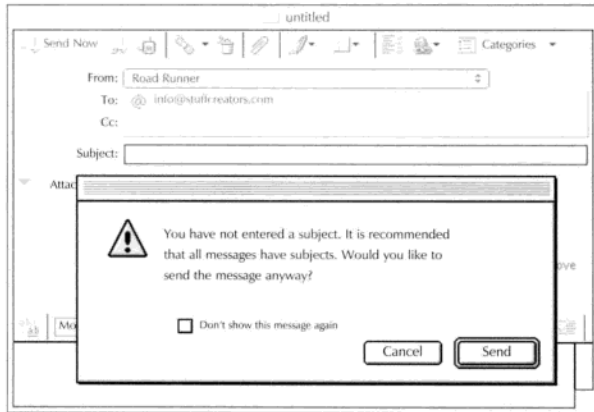 untitled
Send Now
Categories
From: Road Runner
To: info@stuffcreators.com
Cc:
Subject:
Attac
You have not entered a subject. It is recommended
that all messages have subjects. Would you like to
send the message anyway?
ove
ab
Mo
Don't show this message again
Cancel
Send